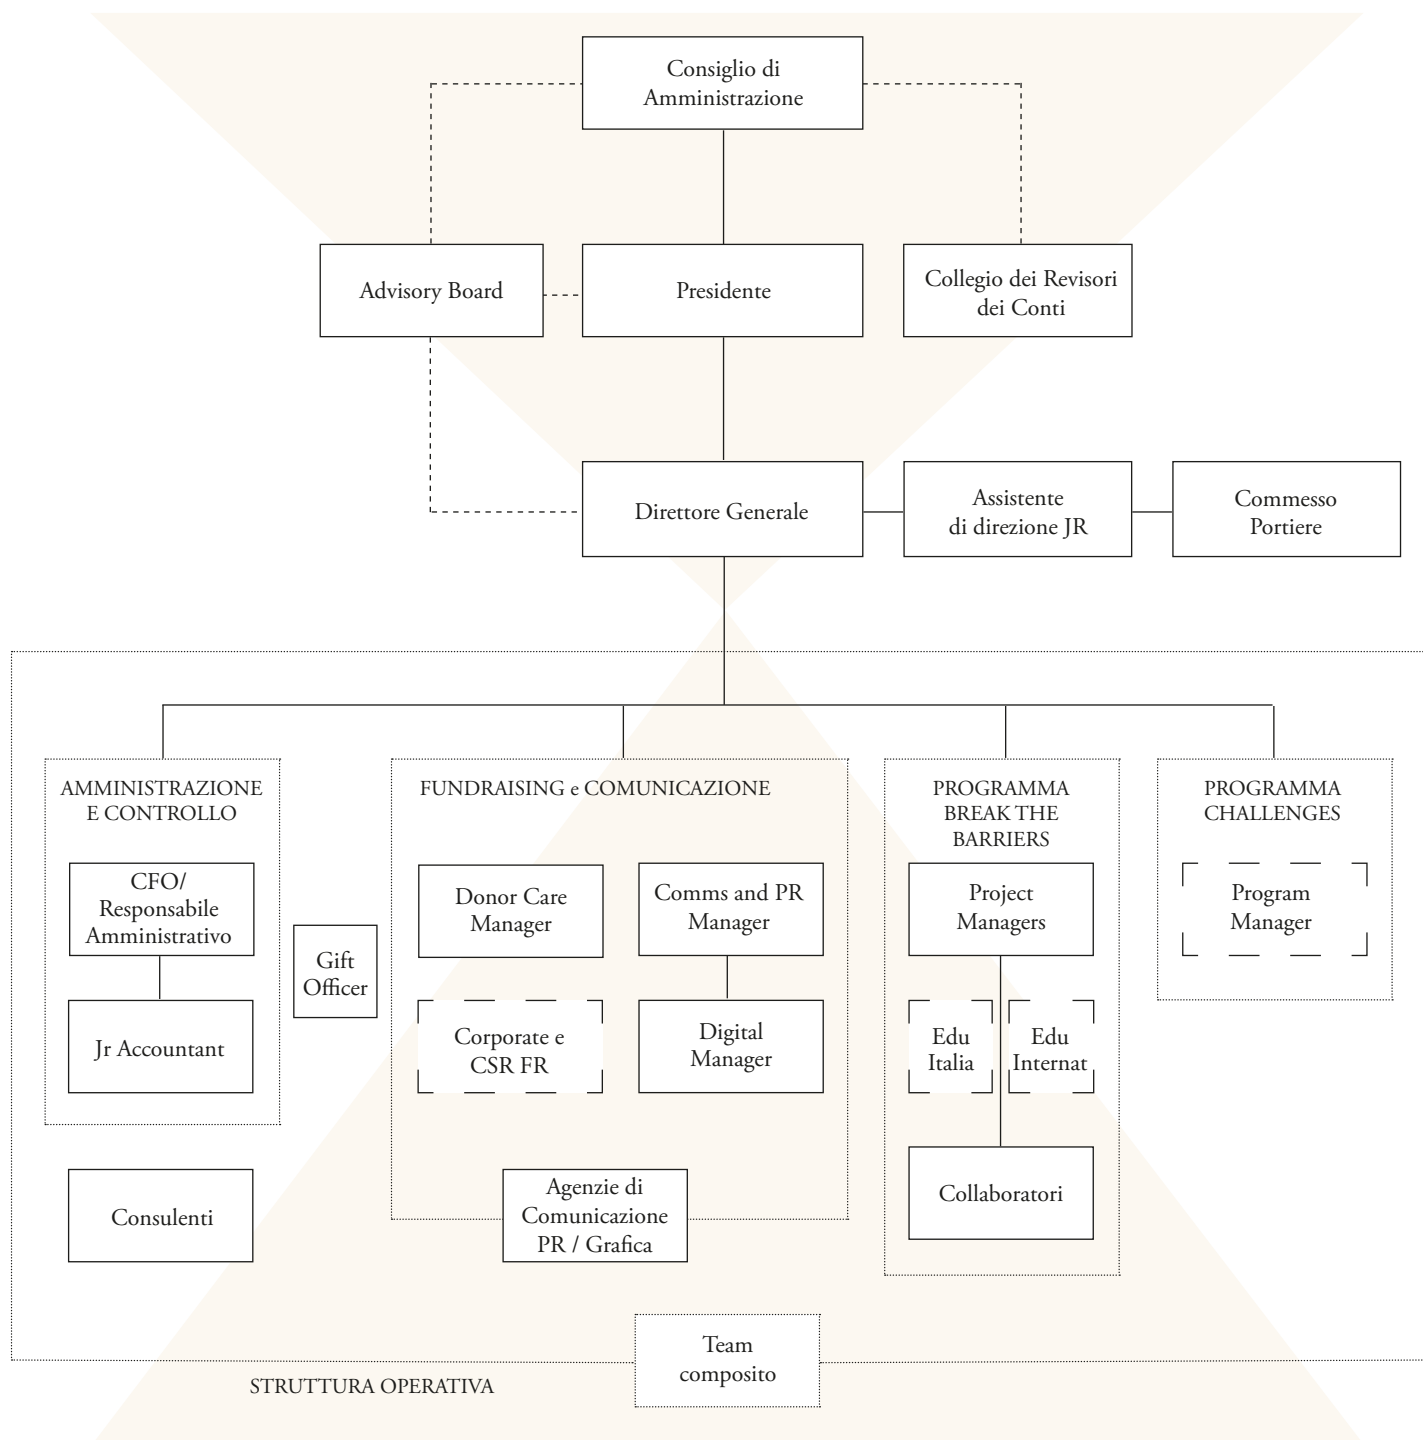 Consiglio di
Amministrazione
Advisory Board
Presidente
Collegio dei Revisori
dei Conti
Direttore Generale
Assistente
di direzione JR
Commesso
Portiere
AMMINISTRAZIONE
E CONTROLLO
CFO/
Responsabile
Amministrativo
Jr Accountant
Consulenti
Gift
Officer
FUNDRAISING e COMUNICAZIONE
Donor Care
Manager
Comms and PR
Manager
Corporate e
CSR FR
Digital
Manager
Agenzie di
Comunicazione
PR / Grafica
PROGRAMMA
BREAK THE
BARRIERS
Project
Managers
Edu
Italia
Edu
Internat
Collaboratori
PROGRAMMA
CHALLENGES
Program
Manager
Team
composito
STRUTTURA OPERATIVA